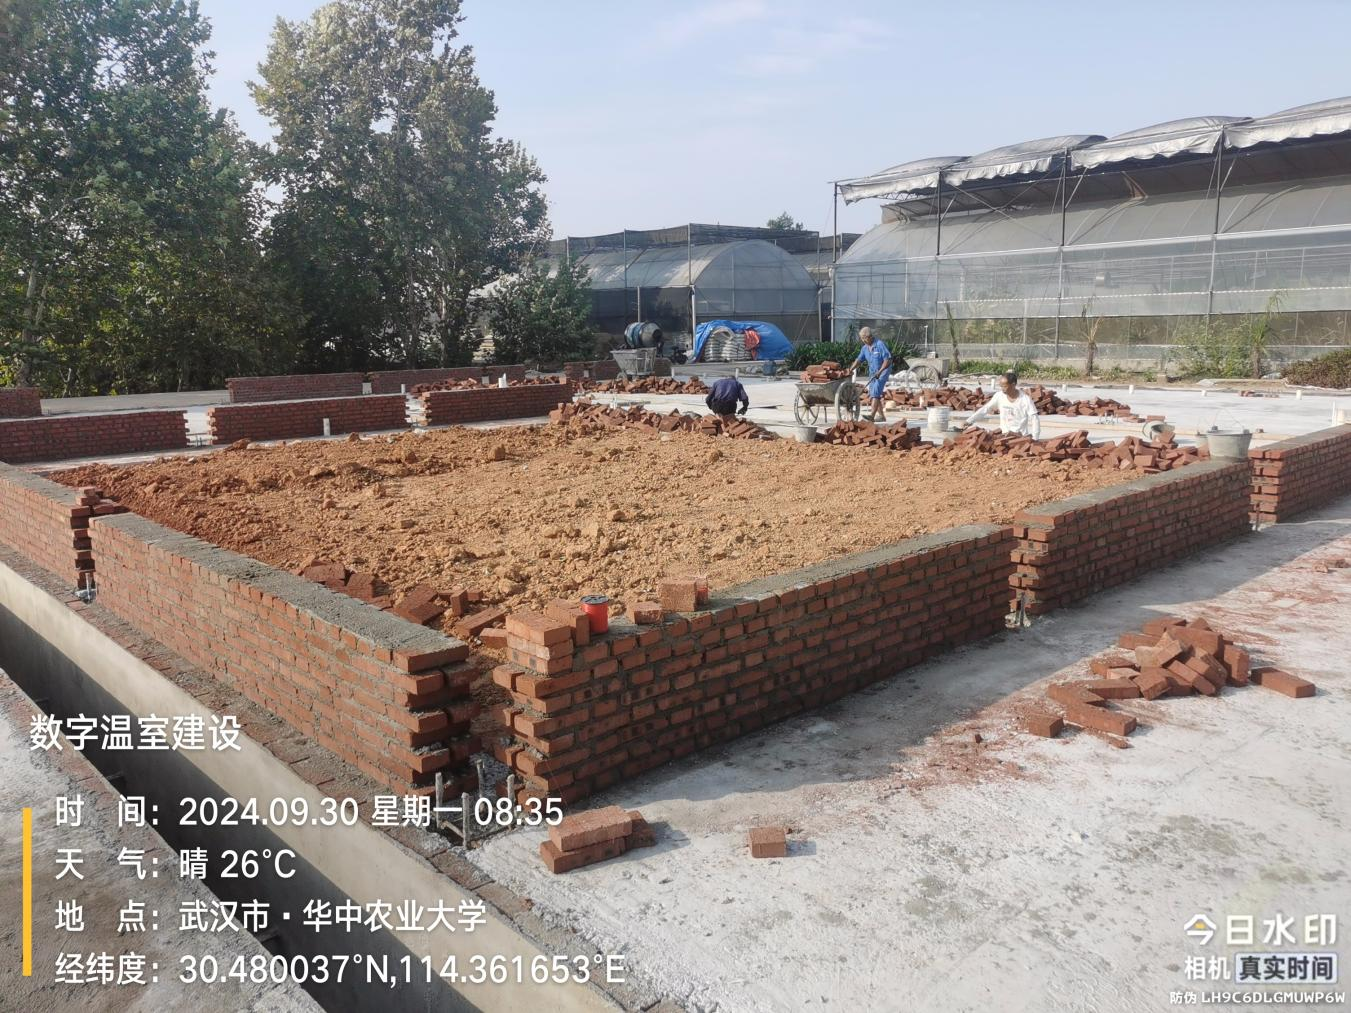 数字温室建设
时 间：2024.09.30 星期一 08:35
天 气：晴 26°C
地 点：武汉市·华中农业大学
经纬度：30.480037°N,114.361653°E
今日水印
相机 真实时间
防伪 LH9C6DLGMUWP6W